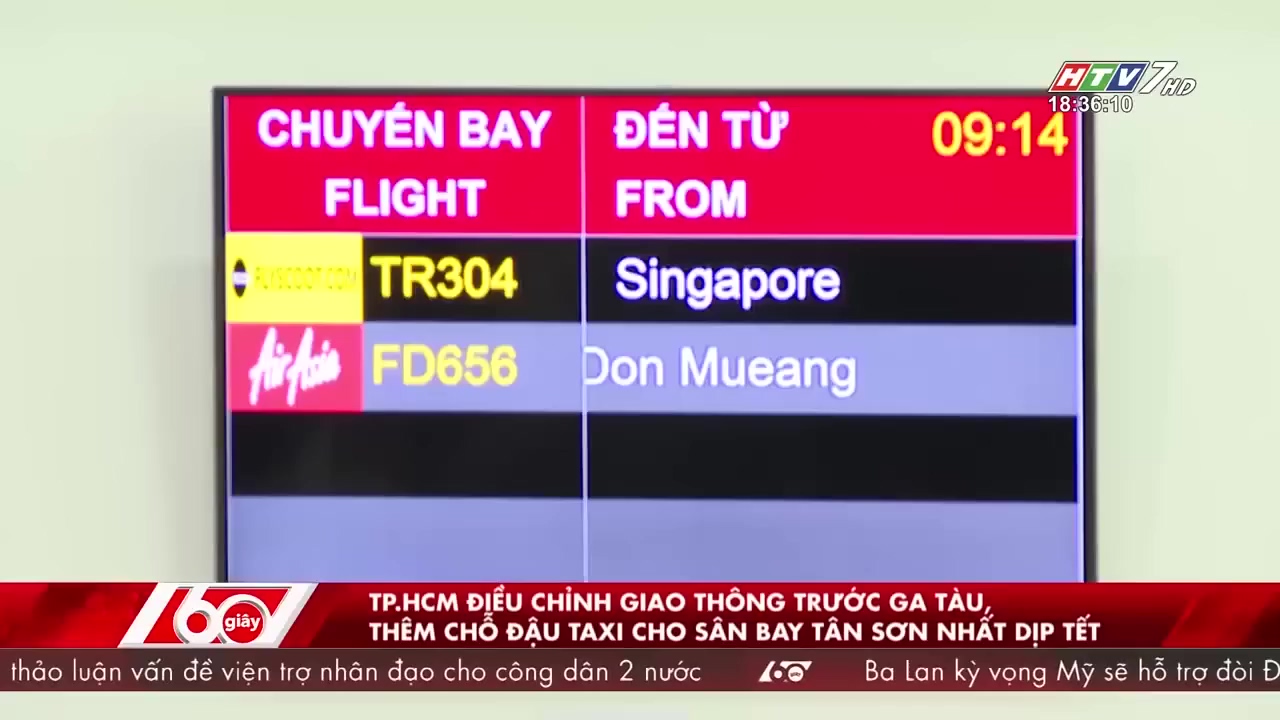 HTV7 HD
18:36:10
CHUYẾN BAY
FLIGHT
ĐẾN TỪ
FROM
09:14
FLYSCOOT.COM
TR304
Singapore
AirAsia
FD656
Don Mueang
60 giây
TP.HCM ĐIỀU CHỈNH GIAO THÔNG TRƯỚC GA TÀU,
THÊM CHỖ ĐẬU TAXI CHO SÂN BAY TÂN SƠN NHẤT DỊP TẾT
thảo luận vấn đề viện trợ nhân đạo cho công dân 2 nước 60 Ba Lan kỳ vọng Mỹ sẽ hỗ trợ đòi Đ